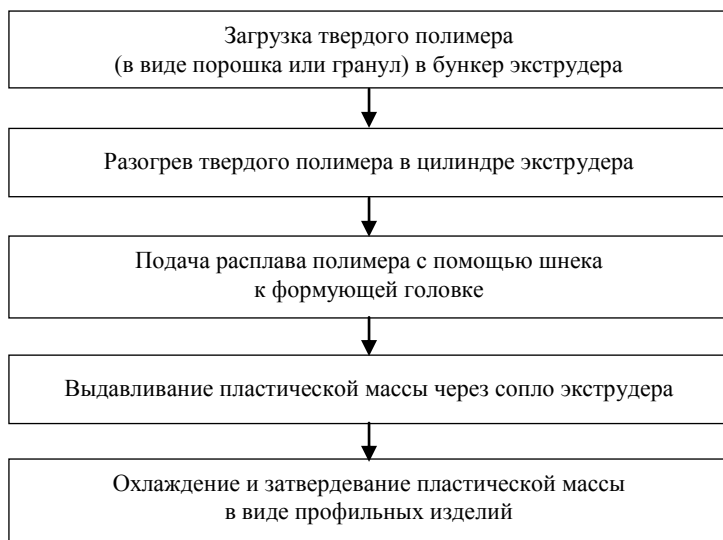 Загрузка твердого полимера
(в виде порошка или гранул) в бункер экструдера
Разогрев твердого полимера в цилиндре экструдера
Подача расплава полимера с помощью шнека
к формующей головке
Выдавливание пластической массы через сопло экструдера
Охлаждение и затвердевание пластической массы
в виде профильных изделий